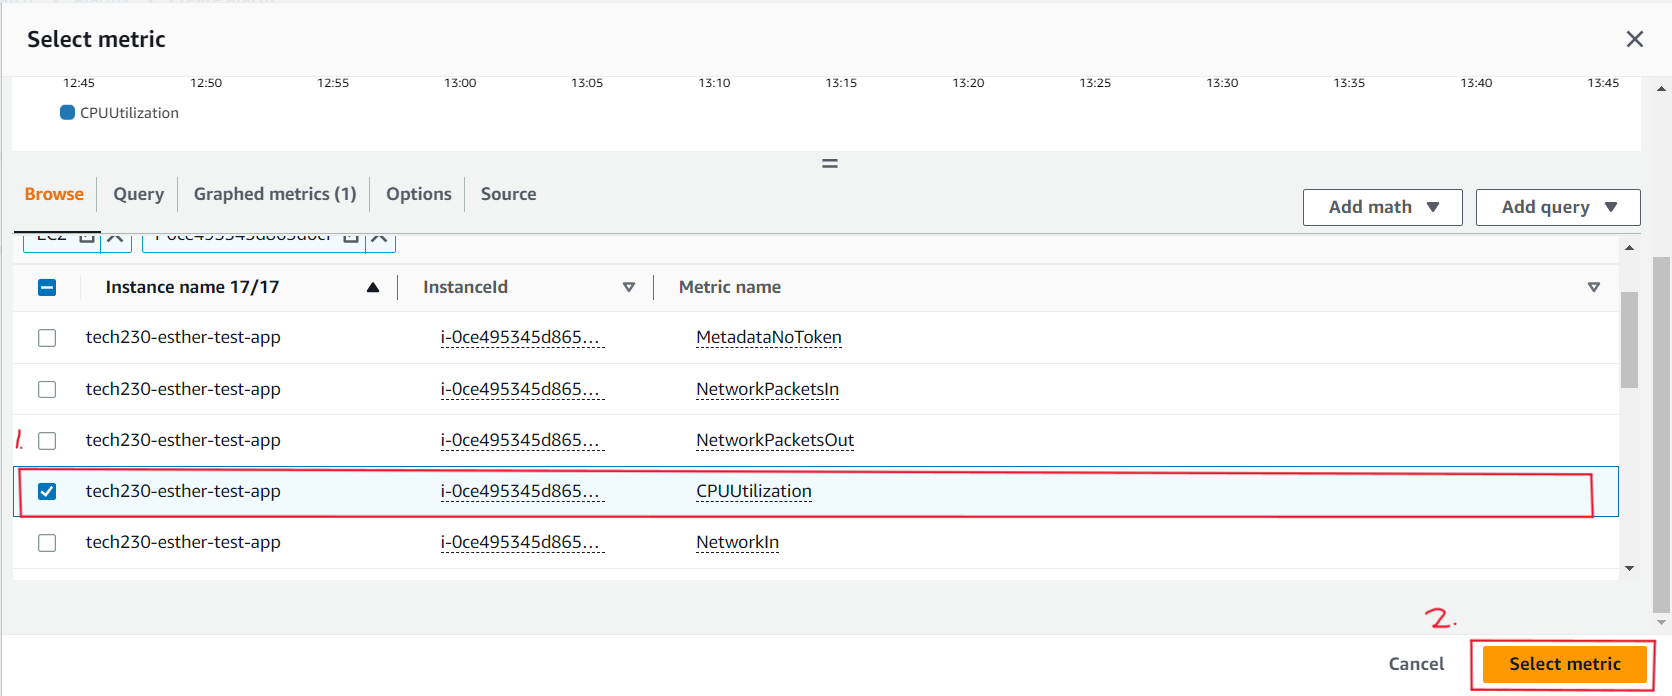 Select metric
12:45 12:50 12:55 13:00 13:05 13:10 13:15 13:20 13:25 13:30 13:35 13:40 13:45
CPUUtilization
Browse Query Graphed metrics (1) Options Source
Add math Add query
EC2
Instance name 17/17 InstanceId Metric name
tech230-esther-test-app i-0ce495345d865... MetadataNoToken
tech230-esther-test-app i-0ce495345d865... NetworkPacketsIn
1. tech230-esther-test-app i-0ce495345d865... NetworkPacketsOut
tech230-esther-test-app i-0ce495345d865... CPUUtilization
tech230-esther-test-app i-0ce495345d865... NetworkIn
2.
Cancel Select metric